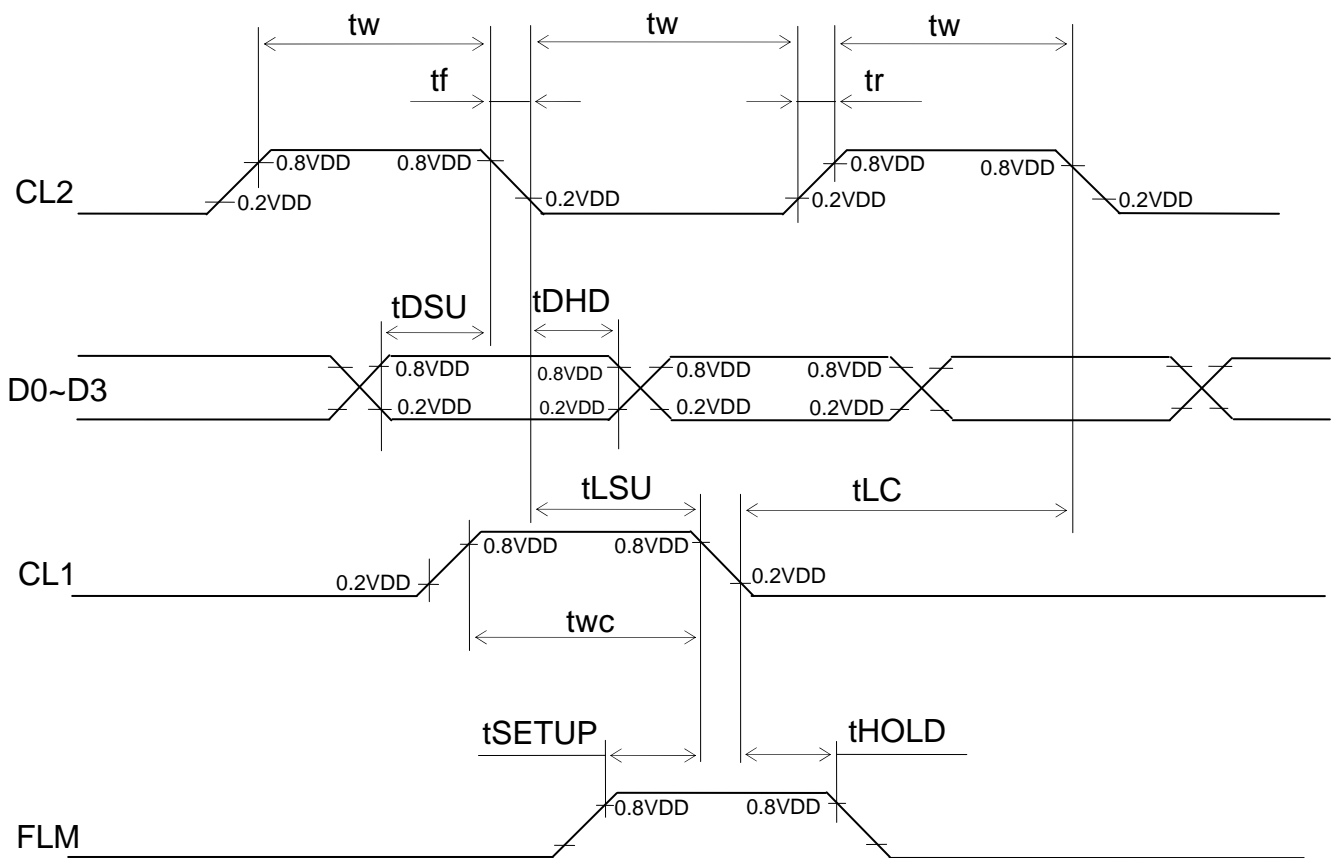 tw tw tw
tf tr
0.8VDD 0.8VDD 0.8VDD 0.8VDD
CL2 0.2VDD 0.2VDD 0.2VDD 0.2VDD
tDSU tDHD
0.8VDD 0.8VDD 0.8VDD 0.8VDD
D0~D3
0.2VDD 0.2VDD 0.2VDD 0.2VDD
tLSU tLC
0.8VDD 0.8VDD
CL1 0.2VDD 0.2VDD
twc
tSETUP tHOLD
0.8VDD 0.8VDD
FLM